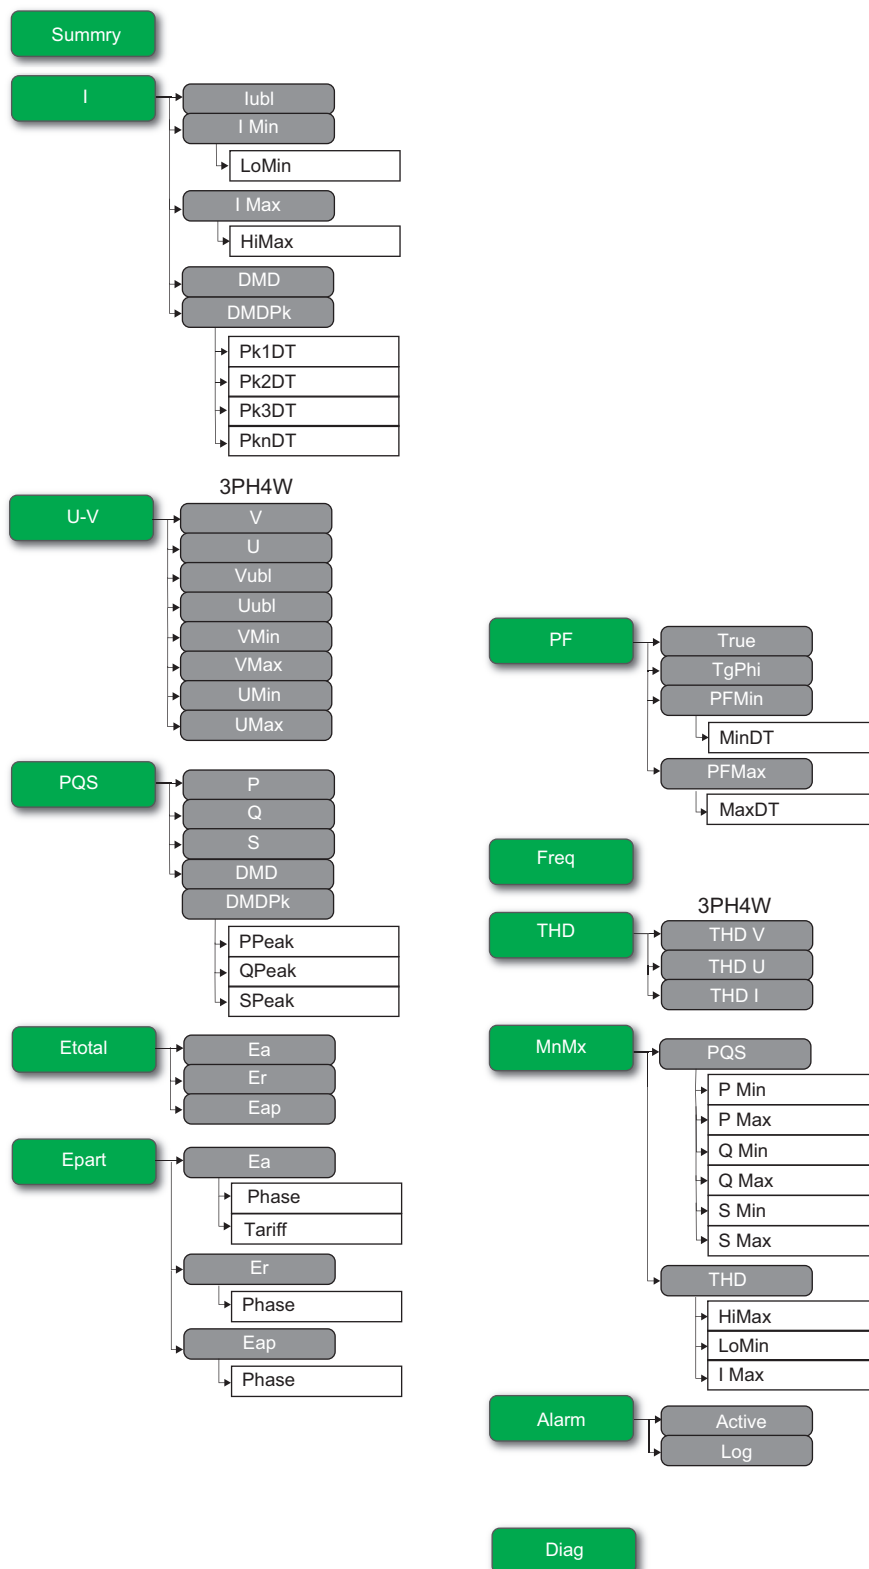 Summry
I
Iubl
I Min
LoMin
I Max
HiMax
DMD
DMDPk
Pk1DT
Pk2DT
Pk3DT
PknDT
3PH4W
U-V
V
U
Vubl
Uubl
VMin
VMax
UMin
UMax
PQS
P
Q
S
DMD
DMDPk
PPeak
QPeak
SPeak
Etotal
Ea
Er
Eap
Epart
Ea
Phase
Tariff
Er
Phase
Eap
Phase
PF
True
TgPhi
PFMin
MinDT
PFMax
MaxDT
Freq
3PH4W
THD
THD V
THD U
THD I
MnMx
PQS
P Min
P Max
Q Min
Q Max
S Min
S Max
THD
HiMax
LoMin
I Max
Alarm
Active
Log
Diag